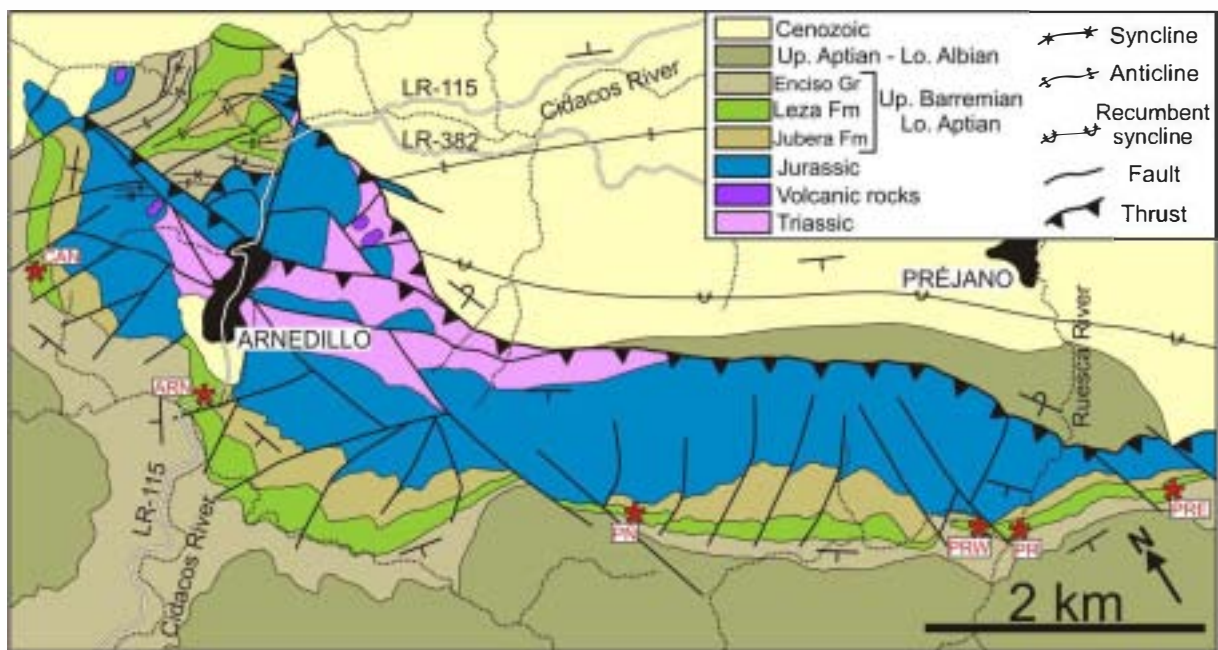 Cenozoic
Up. Aptian - Lo. Albian
Enciso Gr
Leza Fm
Jubera Fm
Up. Barremian
Lo. Aptian
Jurassic
Volcanic rocks
Triassic
Syncline
Anticline
Recumbent
syncline
Fault
Thrust
LR-115
LR-382
Cidacos River
CAN
PRÉJANO
ARNEDILLO
Ruesca River
ARN
LR-115
Cidacos River
PN
PRW
PR
PRE
N
2 km